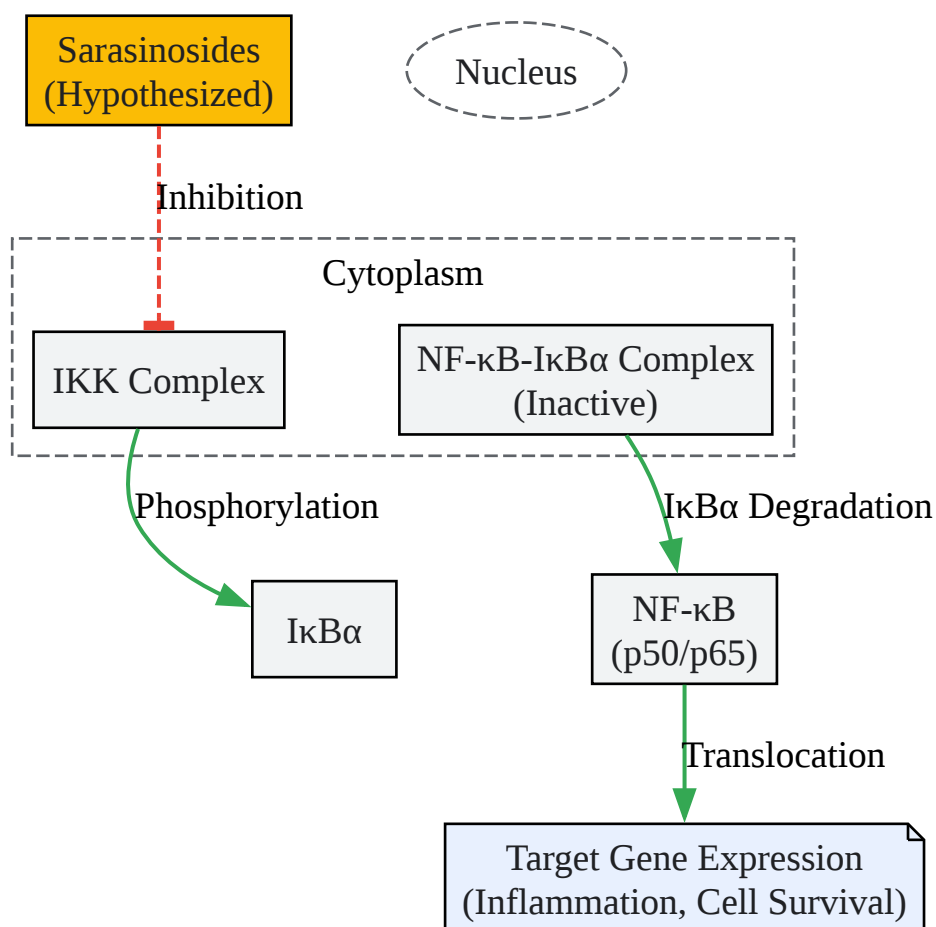 Sarasinosides
(Hypothesized)
Nucleus
Inhibition
Cytoplasm
IKK Complex
NF-κB-IκBα Complex
(Inactive)
Phosphorylation
IκBα Degradation
IκBα
NF-κB
(p50/p65)
Translocation
Target Gene Expression
(Inflammation, Cell Survival)